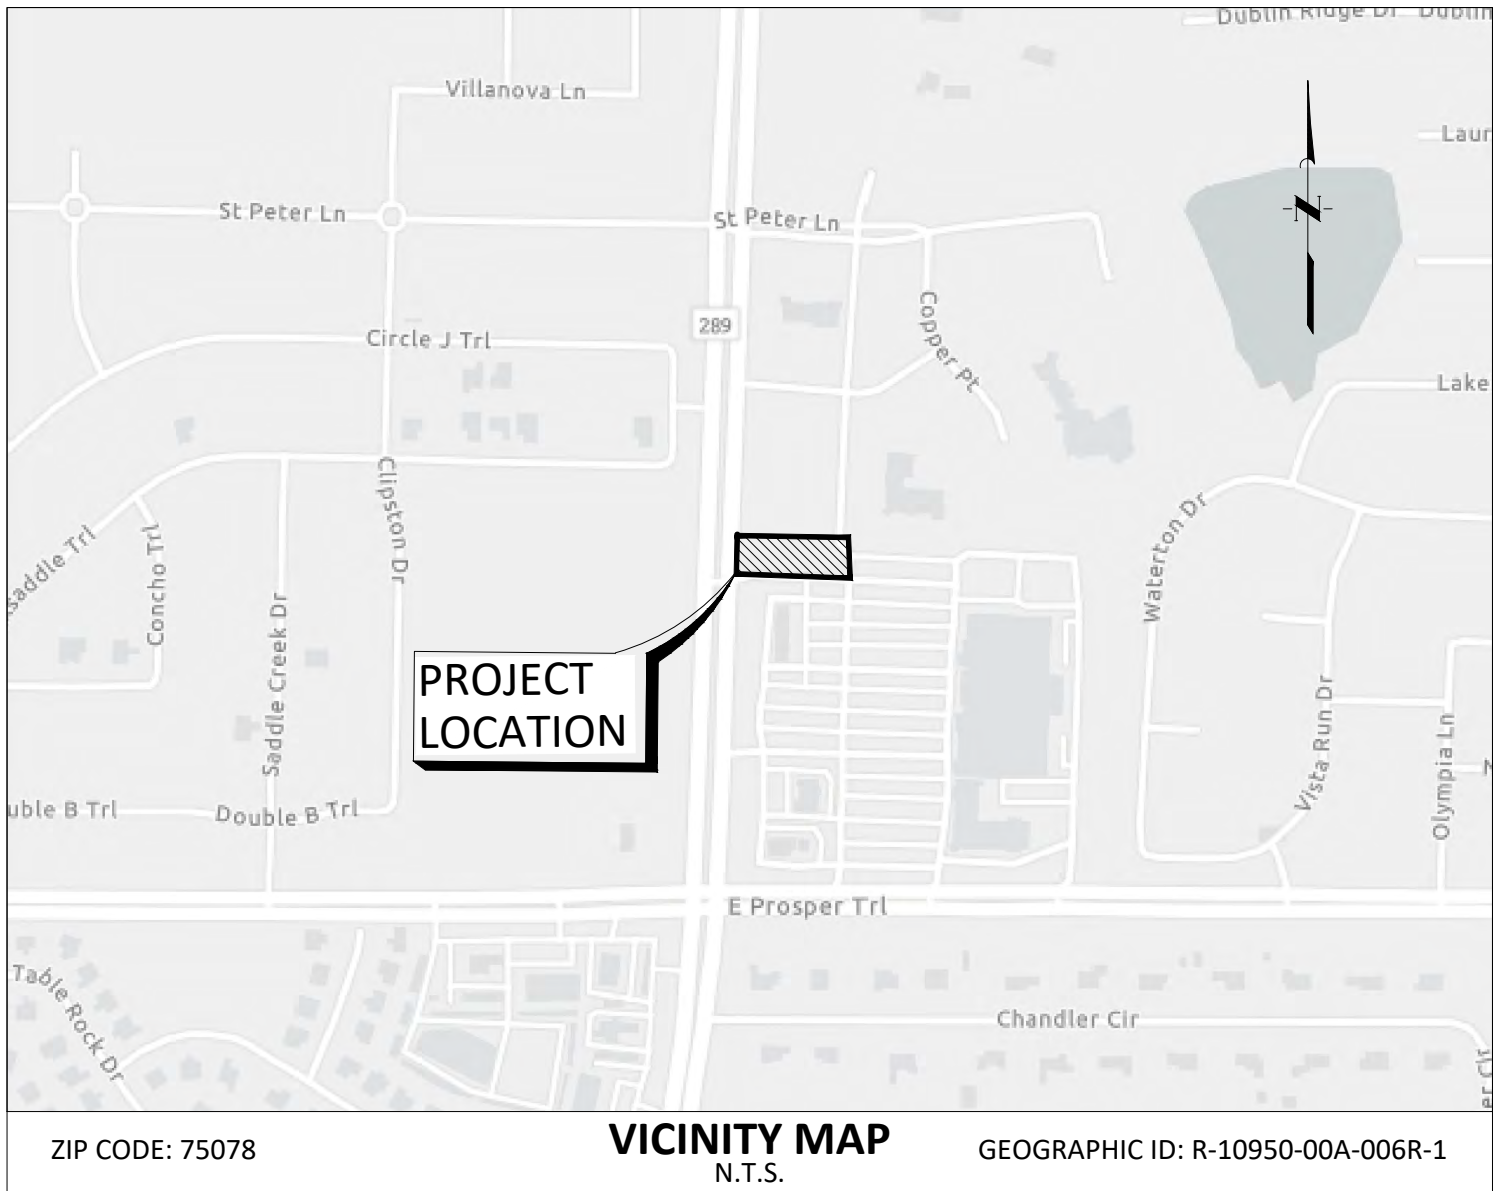 Dublin Ridge Dr
Dublin
Villanova Ln
Laur
St Peter Ln
St Peter Ln
289
Copper Pt
Circle J Trl
Lake
Clipston Dr
Waterton Dr
saddle Trl
Concho Trl
Saddle Creek Dr
PROJECT
LOCATION
Vista Run Dr
Olympia Ln
N
uble B Trl
Double B Trl
E Prosper Trl
Table Rock Dr
Chandler Cir
er Cir
ZIP CODE: 75078
VICINITY MAP
N.T.S.
GEOGRAPHIC ID: R-10950-00A-006R-1